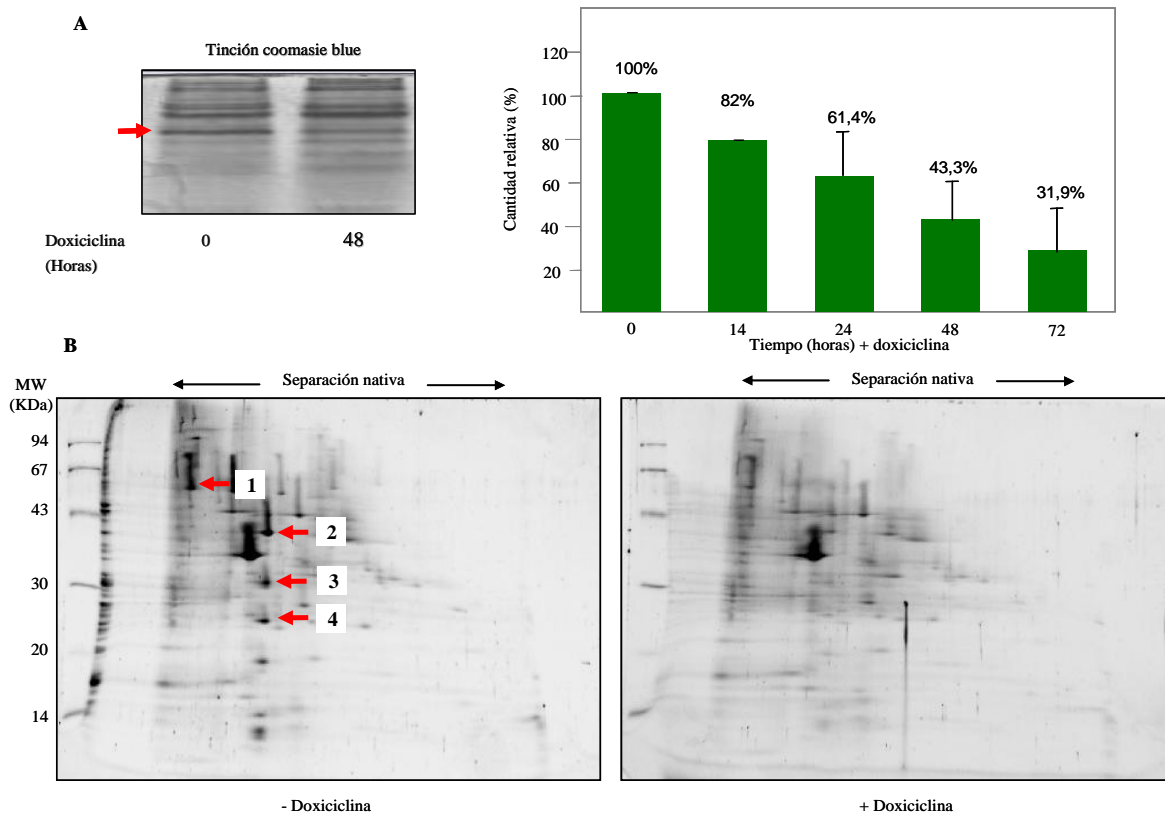 A
Tinción coomasie blue
Doxiciclina
(Horas)
0
48
Cantidad relativa (%)
120
100
80
60
40
20
100%
82%
61,4%
43,3%
31,9%
0
14
24
48
72
Tiempo (horas) + doxiciclina
B
MW
(KDa)
Separación nativa
Separación nativa
94
67
43
30
20
14
1
2
3
4
- Doxiciclina
+ Doxiciclina